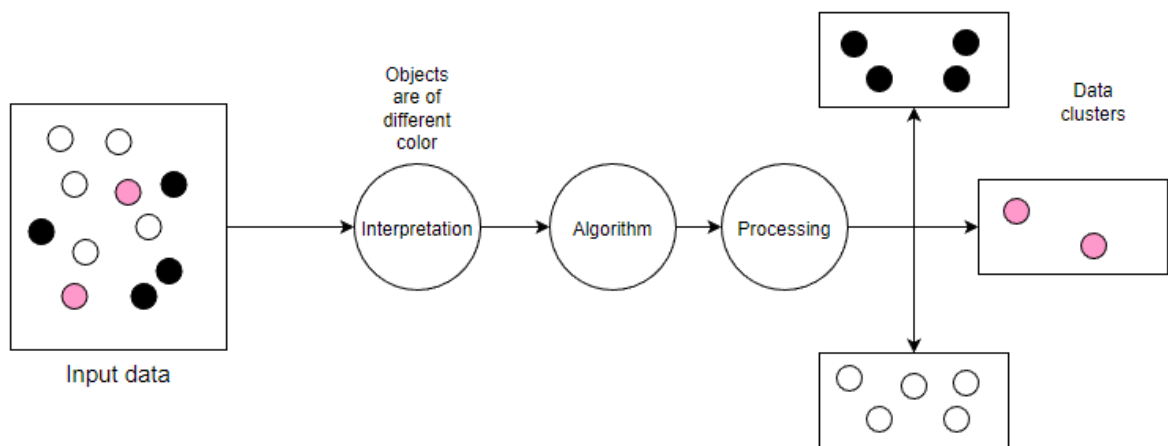 Objects
are of
different
color
Data
clusters
Interpretation
Algorithm
Processing
Input data